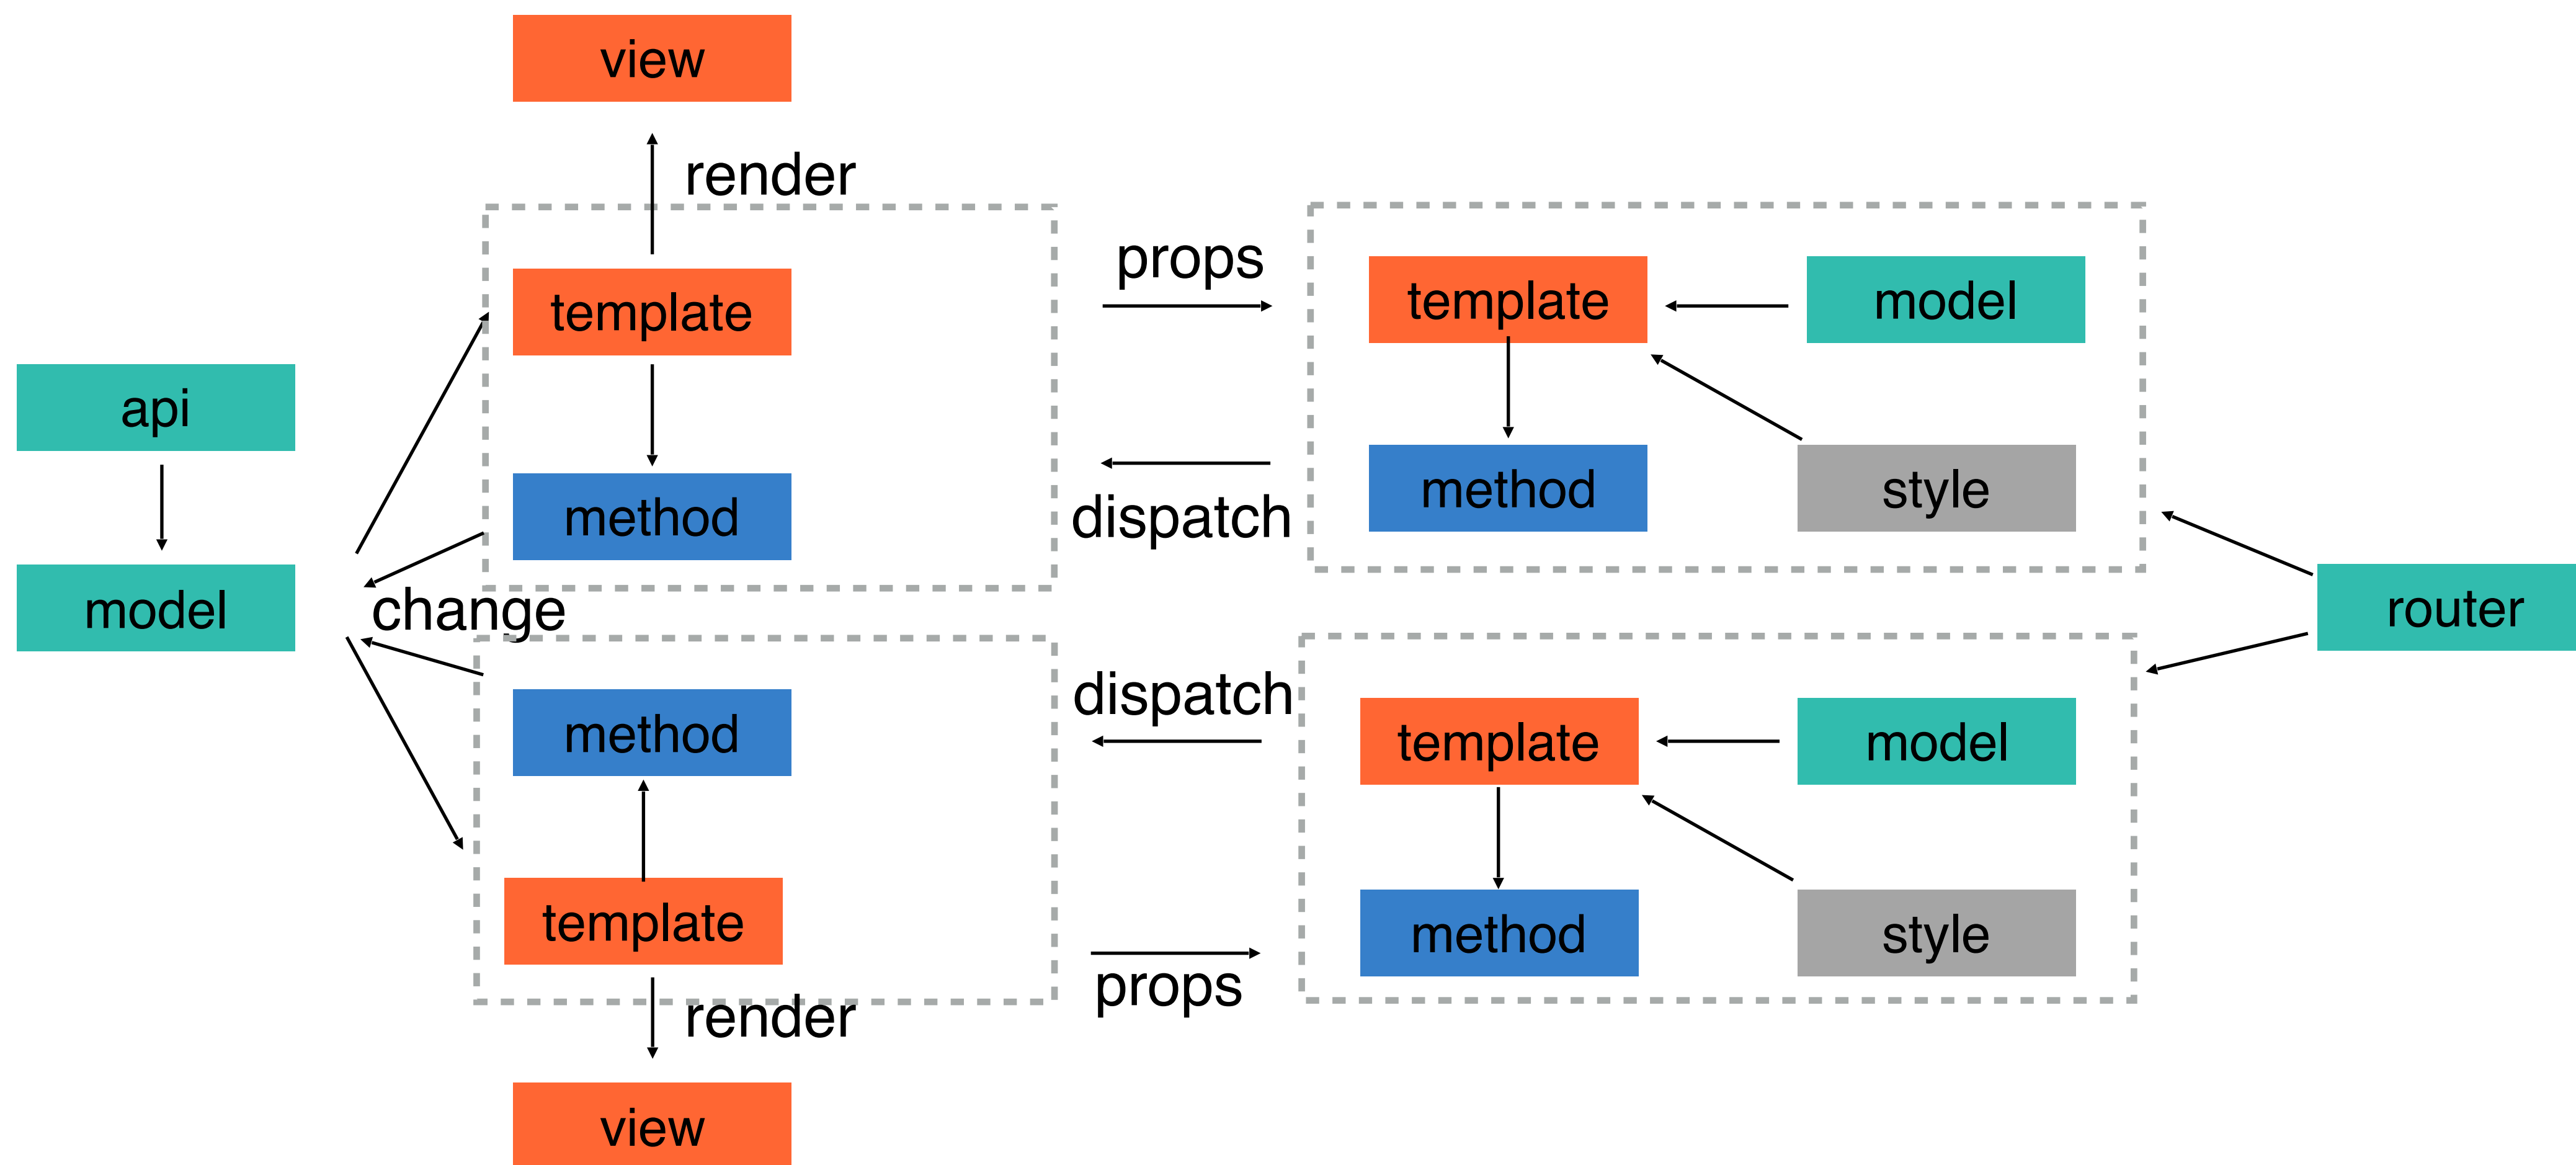 view
render
template
props
template
model
api
method
dispatch
method
style
model
change
router
method
dispatch
template
model
template
props
method
style
render
view